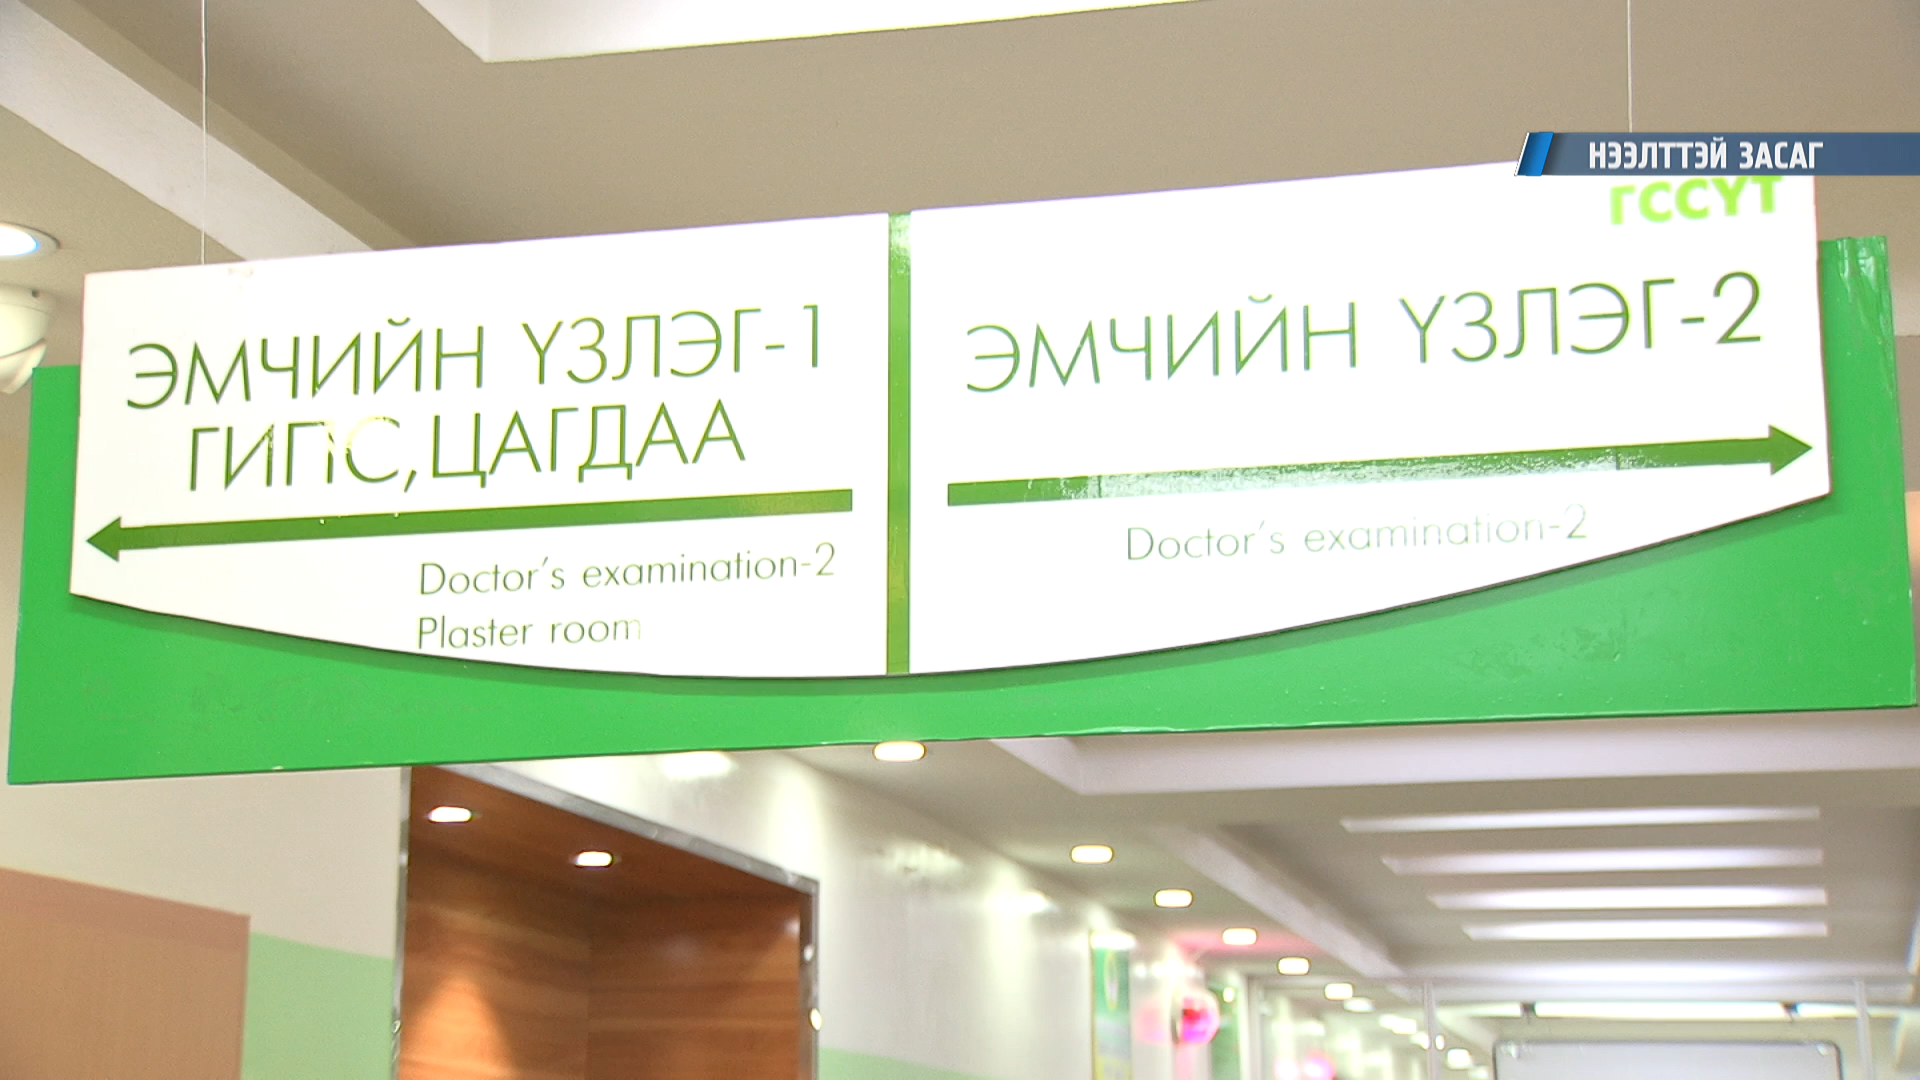 НЭЭЛТТЭЙ ЗАСАГ
ГССҮТ
ЭМЧИЙН ҮЗЛЭГ-1
ГИПС,ЦАГДАА
Doctor's examination-2
Plaster room
ЭМЧИЙН ҮЗЛЭГ-2
Doctor's examination-2